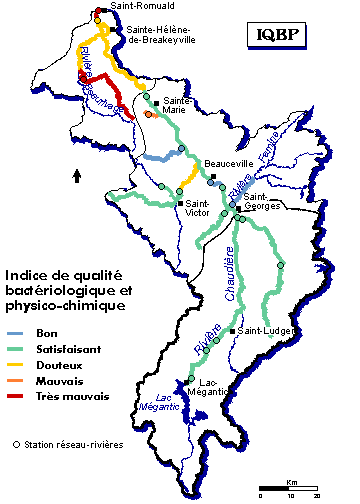 Saint-Romuald
IQBP
Sainte-Hélène-
de-Breakeyville
Rivière Beaurivage
Sainte-
Marie
Beauceville
Rivière Famine
Saint-
Victor
Saint-
Georges
Rivière Chaudière
Indice de qualité
bactériologique et
physico-chimique
Bon
Satisfaisant
Douteux
Mauvais
Très mauvais
Saint-Ludger
Lac-
Mégantic
Lac
Mégantic
Station réseau-rivières
Km
0 10 20